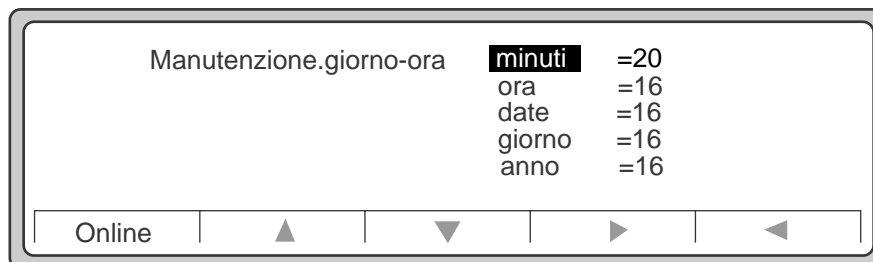 Manutenzione.giorno-ora minuti =20
ora =16
date =16
giorno =16
anno =16
Online